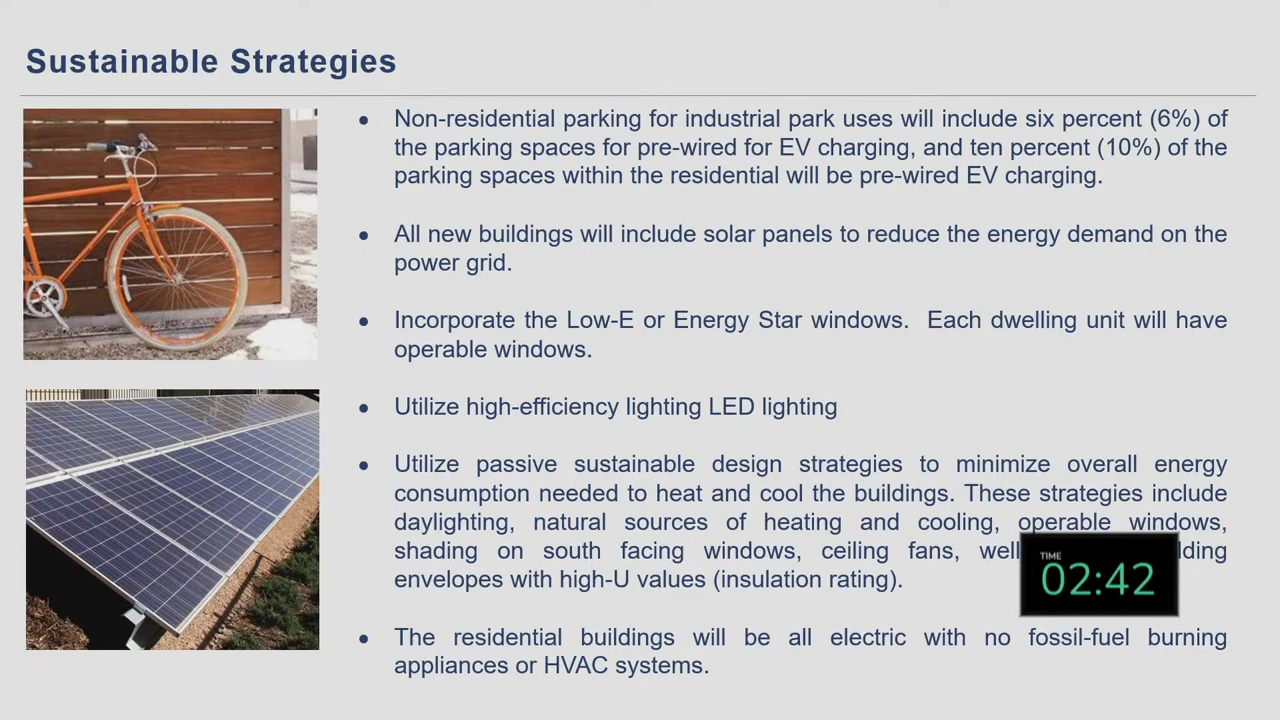 Sustainable Strategies
● Non-residential parking for industrial park uses will include six percent (6%) of
the parking spaces for pre-wired for EV charging, and ten percent (10%) of the
parking spaces within the residential will be pre-wired EV charging.
● All new buildings will include solar panels to reduce the energy demand on the
power grid.
● Incorporate the Low-E or Energy Star windows.  Each dwelling unit will have
operable windows.
● Utilize high-efficiency lighting LED lighting
● Utilize passive sustainable design strategies to minimize overall energy
consumption needed to heat and cool the buildings. These strategies include
daylighting, natural sources of heating and cooling, operable windows,
shading on south facing windows, ceiling fans,
envelopes with high-U values (insulation rating).
TIME
02:42
● The residential buildings will be all electric with no fossil-fuel burning
appliances or HVAC systems.